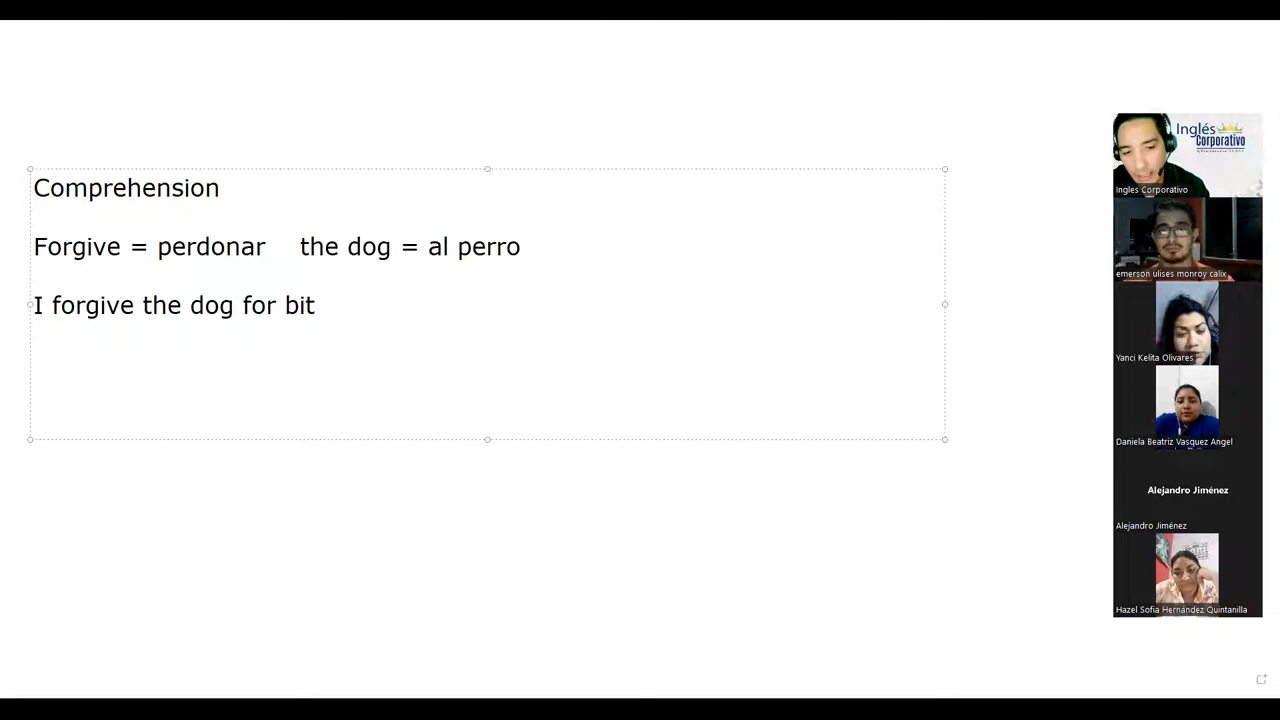 Comprehension
Forgive = perdonar the dog = al perro
I forgive the dog for bit
Inglés
Corporativo
Ingles Corporativo
emerson ulises monroy calix
Yanci Kelita Olivares
Daniela Beatriz Vasquez Angel
Alejandro Jiménez
Alejandro Jiménez
Hazel Sofia Hernández Quintanilla